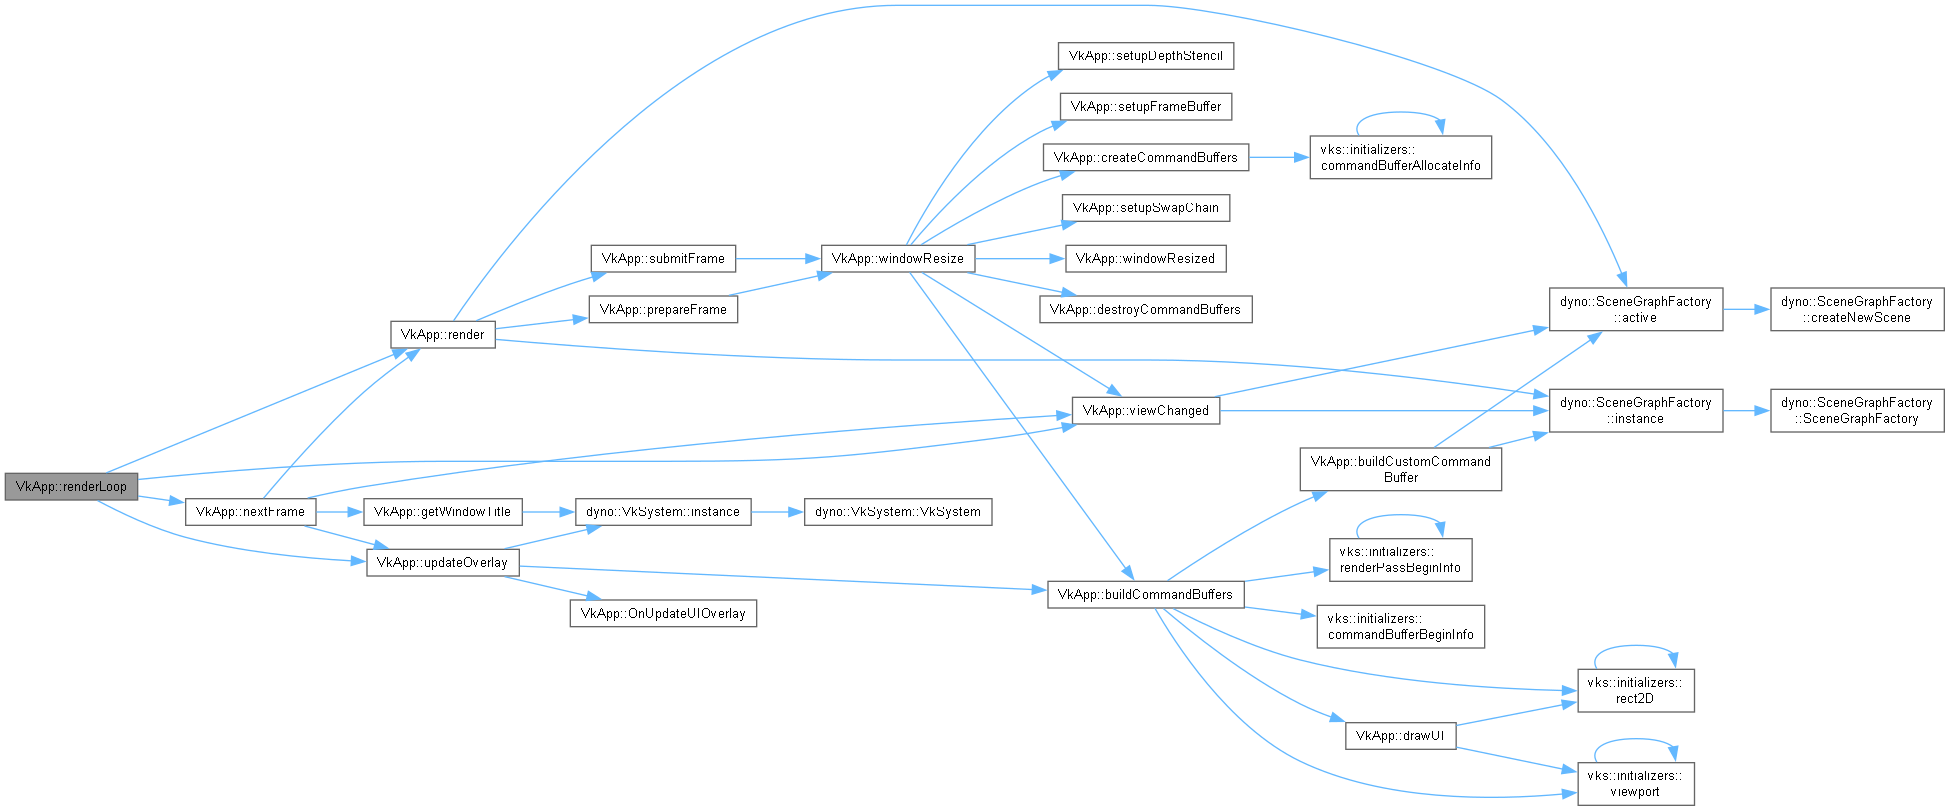 VkApp::renderLoop
VkApp::render
VkApp::nextFrame
VkApp::getWindowTitle
VkApp::updateOverlay
VkApp::submitFrame
VkApp::prepareFrame
dyno::VkSystem::instance
VkApp::OnUpdateUIOverlay
VkApp::windowResize
dyno::VkSystem::VkSystem
VkApp::setupDepthStencil
VkApp::setupFrameBuffer
VkApp::createCommandBuffers
VkApp::setupSwapChain
VkApp::windowResized
VkApp::destroyCommandBuffers
VkApp::viewChanged
VkApp::buildCommandBuffers
vks::initializers::
commandBufferAllocateInfo
VkApp::buildCustomCommand
Buffer
vks::initializers::
renderPassBeginInfo
vks::initializers::
commandBufferBeginInfo
VkApp::drawUI
dyno::SceneGraphFactory
::active
dyno::SceneGraphFactory
::instance
vks::initializers::
rect2D
vks::initializers::
viewport
dyno::SceneGraphFactory
::createNewScene
dyno::SceneGraphFactory
::SceneGraphFactory